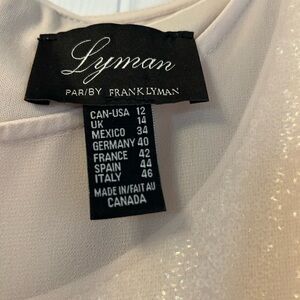 Lyman
PAR/BY FRANK LYMAN
CAN-USA 12
UK 14
MEXICO 34
GERMANY 40
FRANCE 42
SPAIN 44
ITALY 46
MADE IN/FAIT AU
CANADA